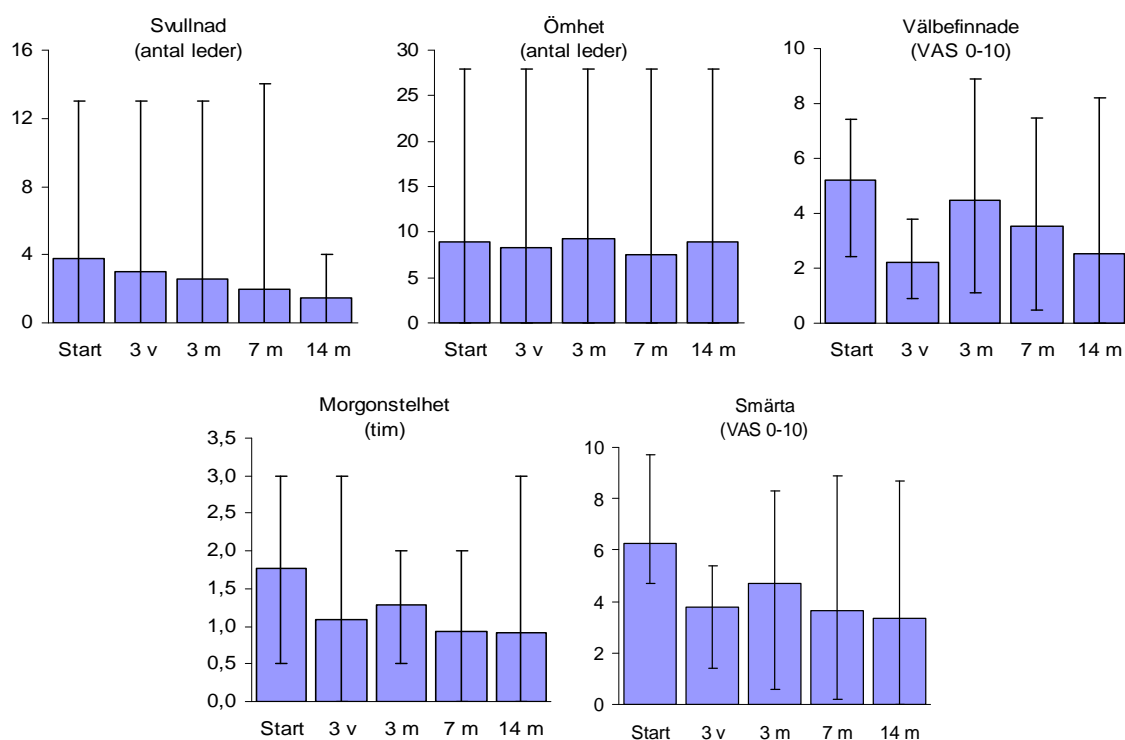 Svullnad
(antal leder)
16
12
8
4
0
Start 3 v 3 m 7 m 14 m
Ömhet
(antal leder)
30
25
20
15
10
5
0
Start 3 v 3 m 7 m 14 m
Välbefinnade
(VAS 0-10)
10
8
6
4
2
0
Start 3 v 3 m 7 m 14 m
Morgonstelhet
(tim)
3,5
3,0
2,5
2,0
1,5
1,0
0,5
0,0
Start 3 v 3 m 7 m 14 m
Smärta
(VAS 0-10)
10
8
6
4
2
0
Start 3 v 3 m 7 m 14 m